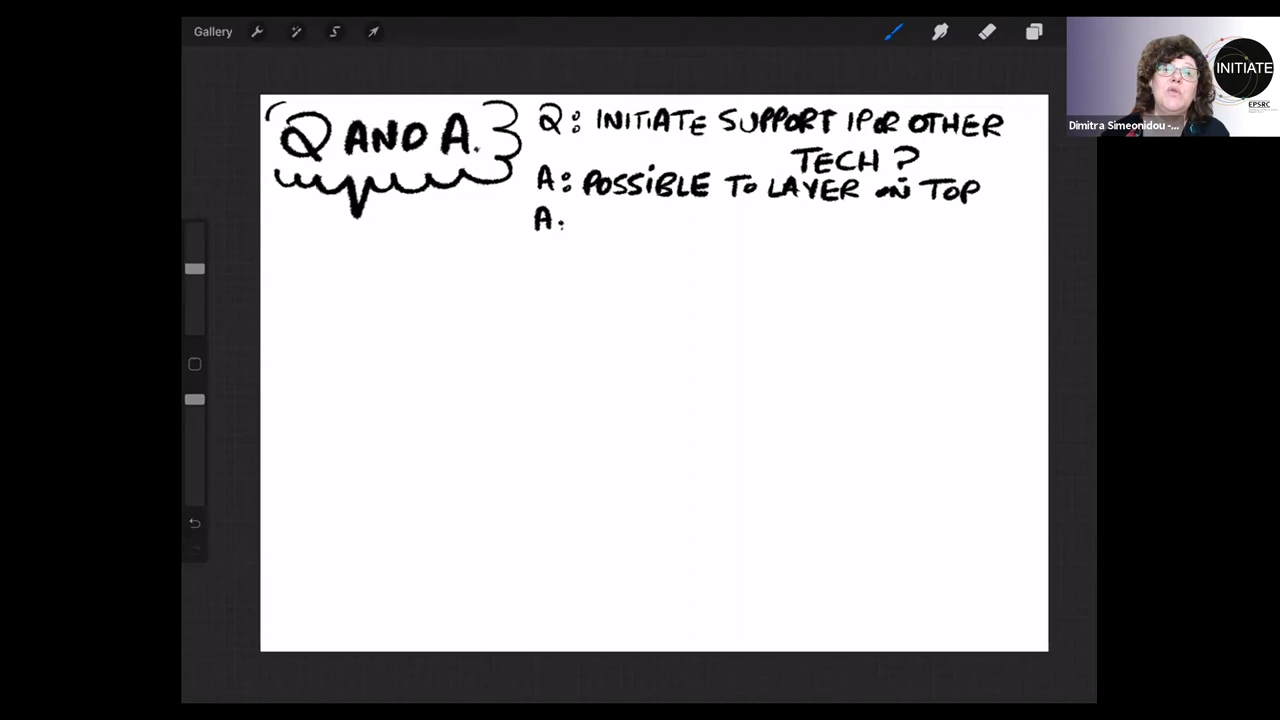 Gallery
INITIATE
EPSRC
Dimitra Simeonidou -...
Q AND A.
Q: INITIATE SUPPORT IP OR OTHER
TECH?
A: POSSIBLE TO LAYER ON TOP
A: